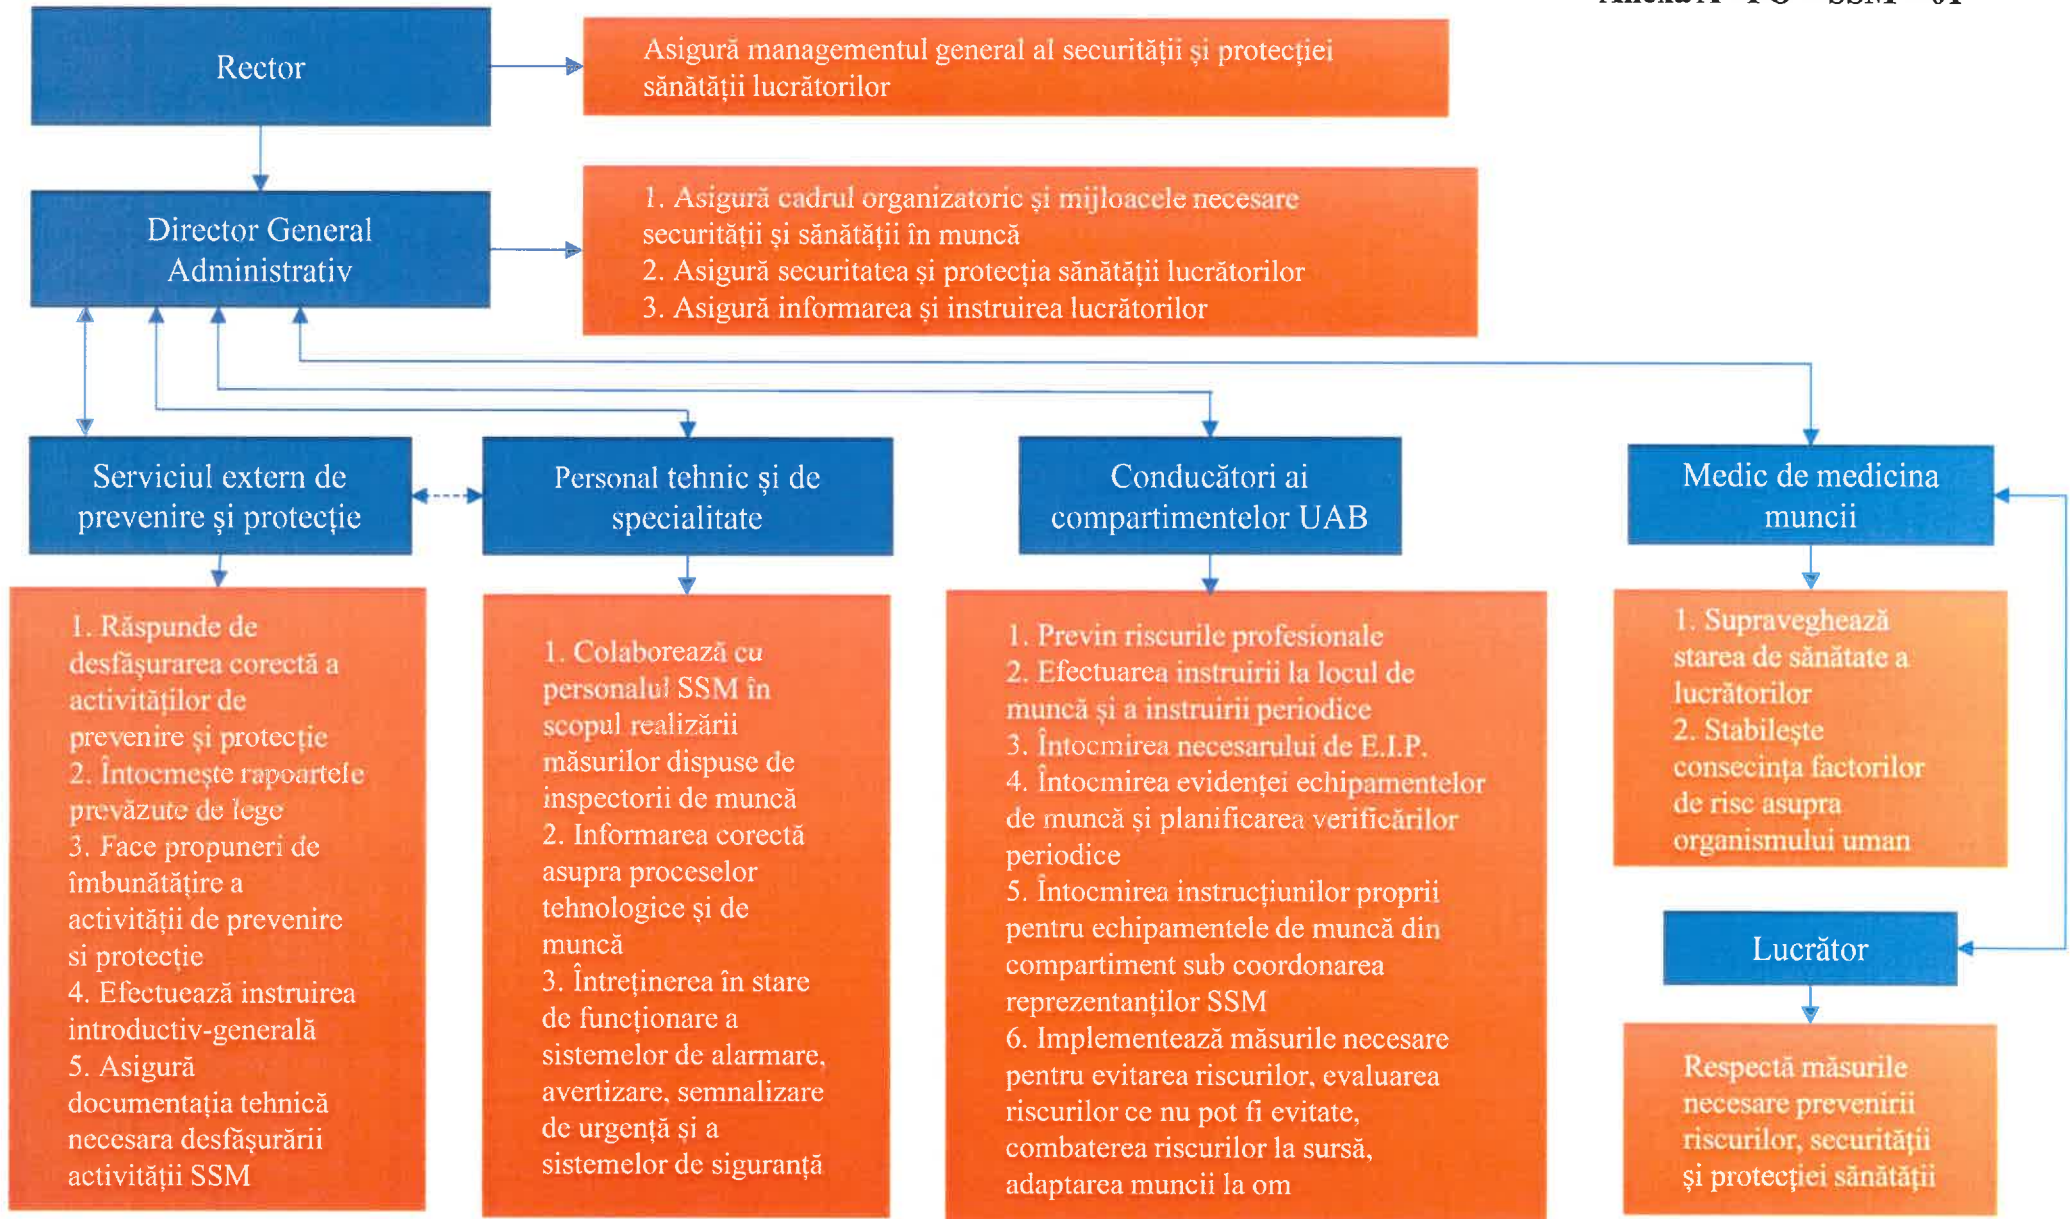 Rector
Asigură managementul general al securității și protecției
sănătății lucrătorilor
Director General
Administrativ
1. Asigură cadrul organizatoric și mijloacele necesare
securității și sănătății în muncă
2. Asigură securitatea și protecția sănătății lucrătorilor
3. Asigură informarea și instruirea lucrătorilor
Serviciul extern de
prevenire și protecție
Personal tehnic și de
specialitate
Conducători ai
compartimentelor UAB
Medic de medicina
muncii
1. Răspunde de
desfășurarea corectă a
activităților de
prevenire și protecție
2. Întocmește rapoartele
prevăzute de lege
3. Face propuneri de
îmbunătățire a
activității de prevenire
si protecție
4. Efectuează instruirea
introductiv-generală
5. Asigură
documentația tehnică
necesara desfășurării
activității SSM
1. Colaborează cu
personalul SSM în
scopul realizării
măsurilor dispuse de
inspectorii de muncă
2. Informarea corectă
asupra proceselor
tehnologice și de
muncă
3. Întreținerea în stare
de funcționare a
sistemelor de alarmare,
avertizare, semnalizare
de urgență și a
sistemelor de siguranță
1. Previn riscurile profesionale
2. Efectuarea instruirii la locul de
muncă și a instruirii periodice
3. Întocmirea necesarului de E.I.P.
4. Întocmirea evidenței echipamentelor
de muncă și planificarea verificărilor
periodice
5. Întocmirea instrucțiunilor proprii
pentru echipamentele de muncă din
compartiment sub coordonarea
reprezentanților SSM
6. Implementează măsurile necesare
pentru evitarea riscurilor, evaluarea
riscurilor ce nu pot fi evitate,
combaterea riscurilor la sursă,
adaptarea muncii la om
1. Supraveghează
starea de sănătate a
lucrătorilor
2. Stabilește
consecința factorilor
de risc asupra
organismului uman
Lucrător
Respectă măsurile
necesare prevenirii
riscurilor, securității
și protecției sănătății